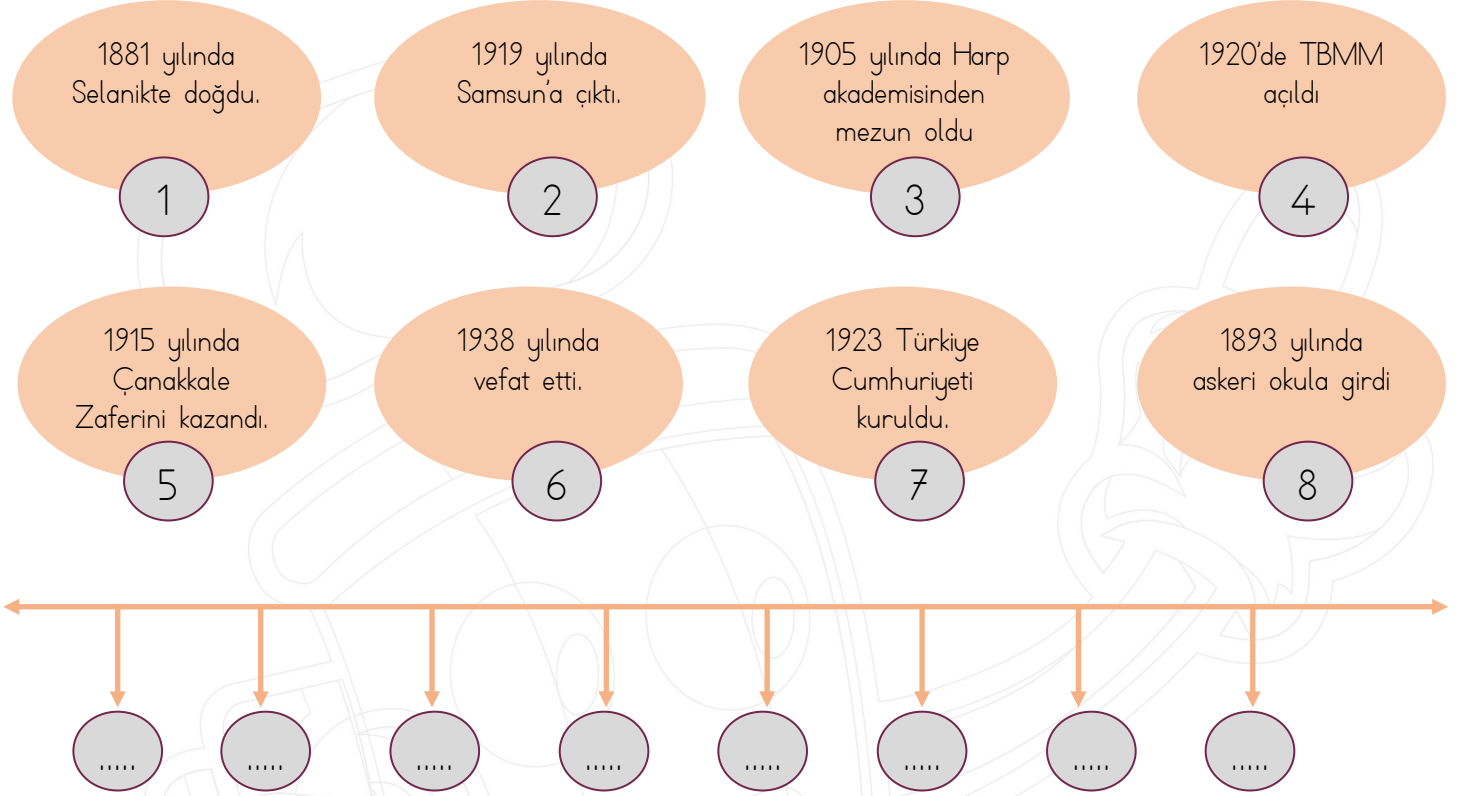 1881 yılında
Selanikte doğdu.
1
1919 yılında
Samsun'a çıktı.
2
1905 yılında Harp
akademisinden
mezun oldu
3
1920'de TBMM
açıldı
4
1915 yılında
Çanakkale
Zaferini kazandı.
5
1938 yılında
vefat etti.
6
1923 Türkiye
Cumhuriyeti
kuruldu.
7
1893 yılında
askeri okula girdi
8
.....
.....
.....
.....
.....
.....
.....
.....